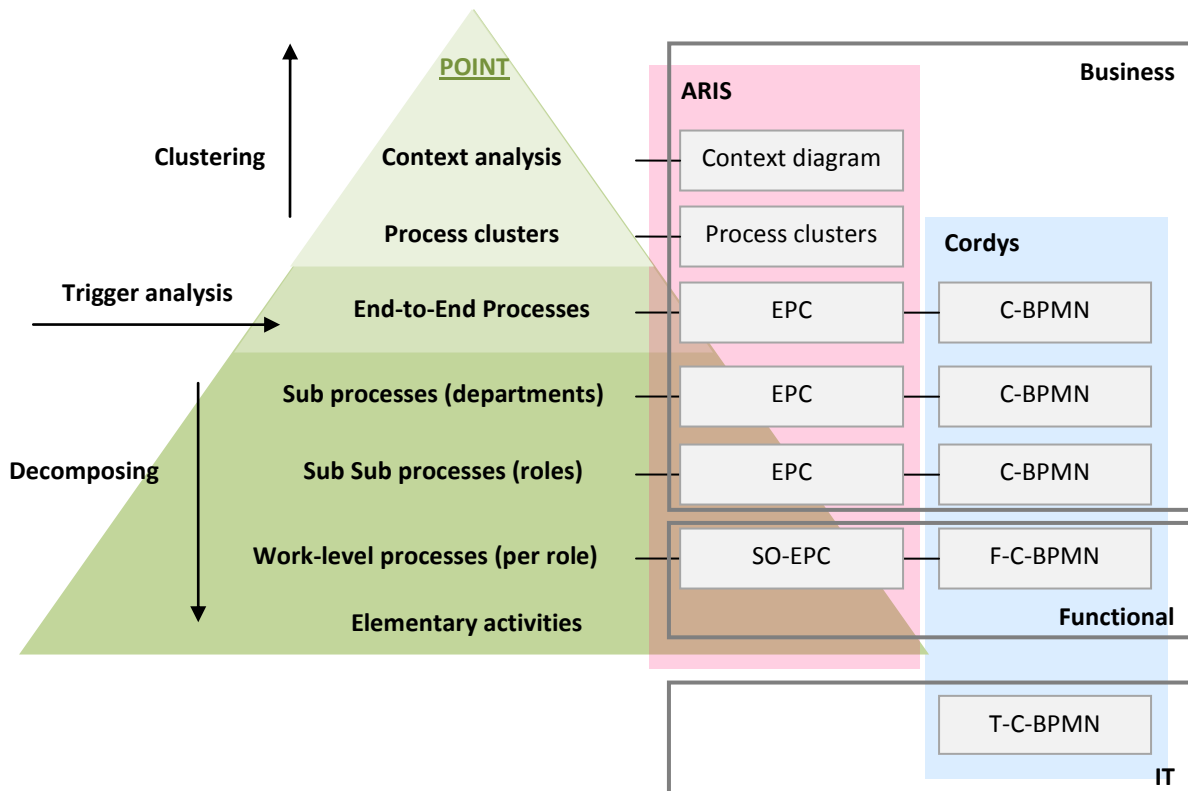 POINT
Business
ARIS
Clustering
Context analysis
Context diagram
Process clusters
Process clusters
Cordys
Trigger analysis
End-to-End Processes
EPC
C-BPMN
Sub processes (departments)
EPC
C-BPMN
Decomposing
Sub Sub processes (roles)
EPC
C-BPMN
Work-level processes (per role)
SO-EPC
F-C-BPMN
Elementary activities
Functional
T-C-BPMN
IT